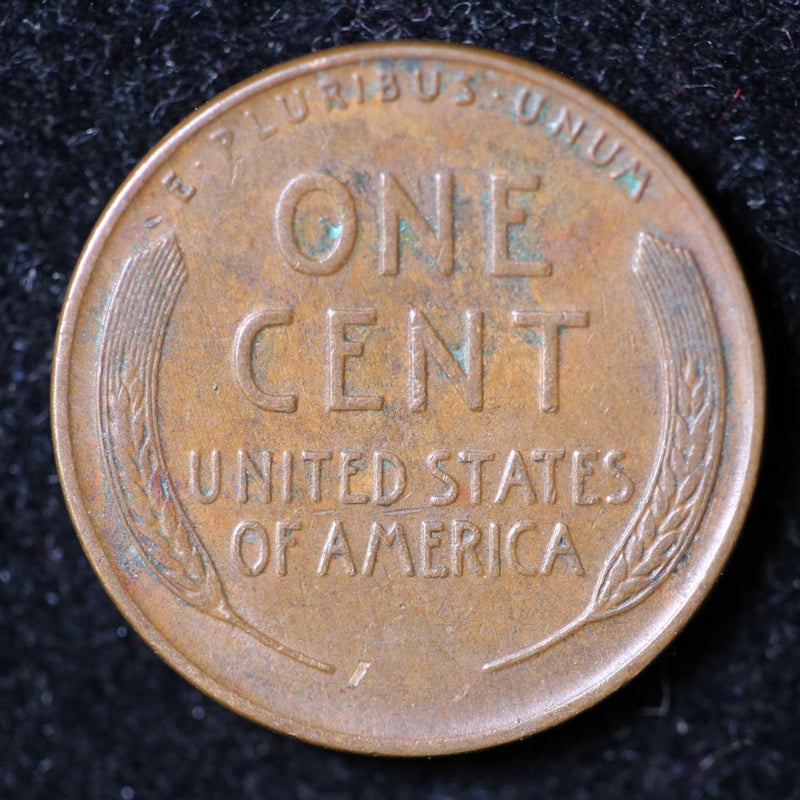 E·PLURIBUS·UNUM
ONE
CENT
UNITED STATES
OF AMERICA